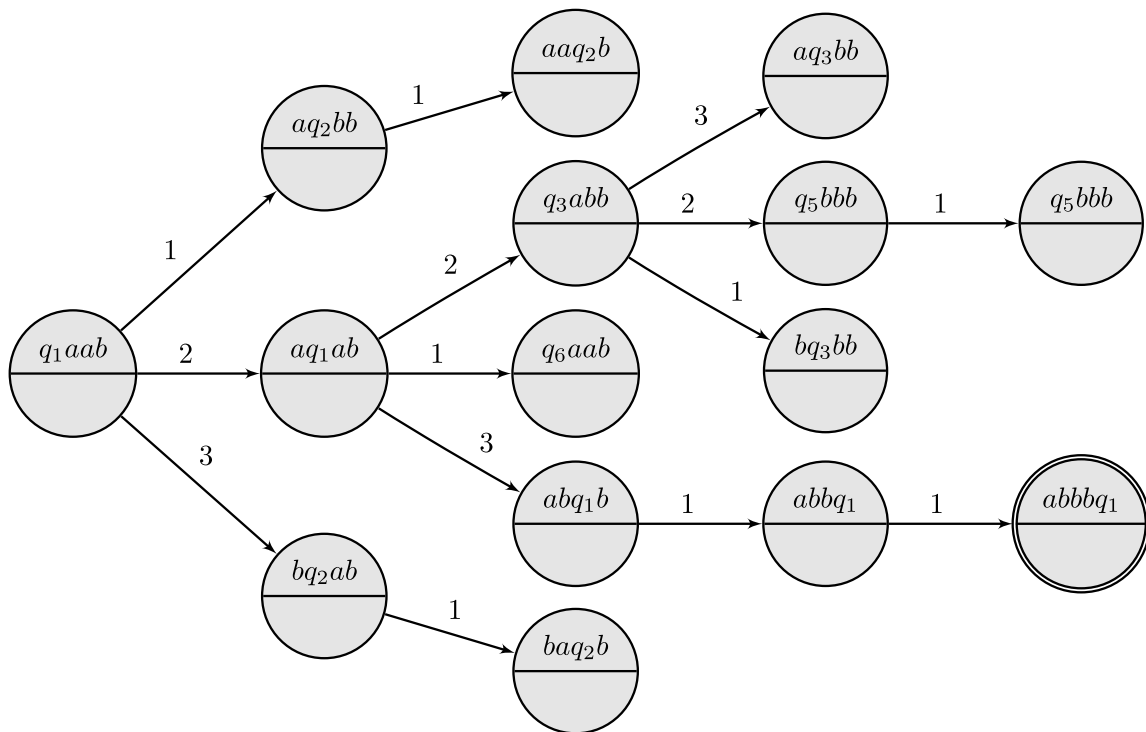 aaq₂b
aq₃bb
1
aq₂bb
3
q₃abb
2
q₅bbb
1
q₅bbb
1
2
1
q₁aab
2
aq₁ab
1
q₆aab
bq₃bb
3
3
abq₁b
1
abbq₁
1
abbbq₁
bq₂ab
1
baq₂b